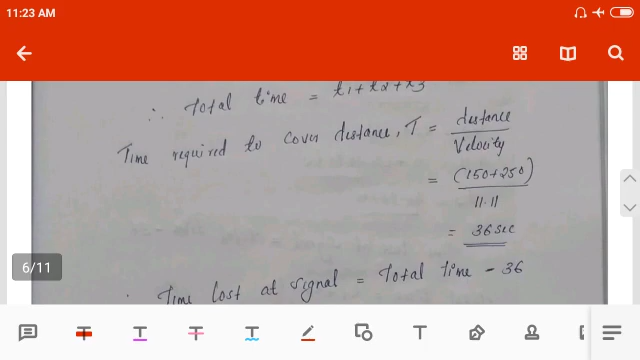 11:23 AM
∴ Total time = t1 + t2 + t3
Time required to cover distance, T = distance / Velocity
= (150+250) / 11.11
= 36 sec
6/11
∴ Time lost at signal = Total time - 36
T T T T T